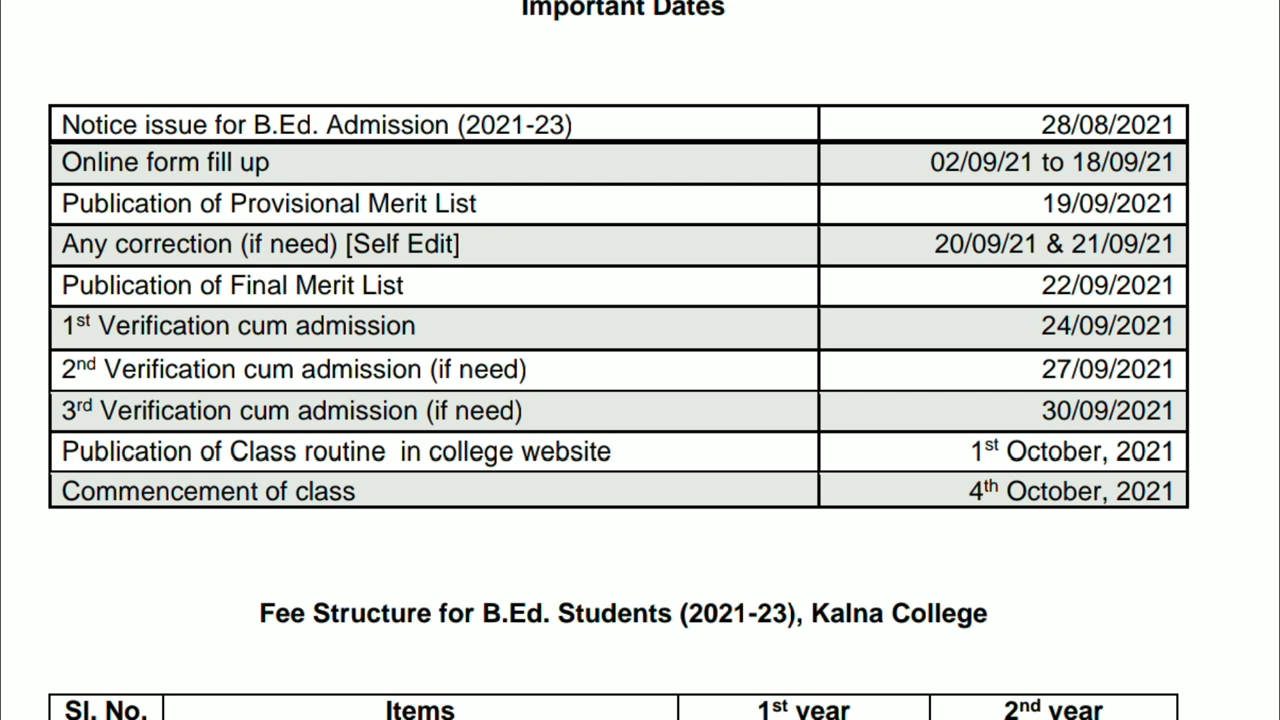 Important Dates
Notice issue for B.Ed. Admission (2021-23) 28/08/2021
Online form fill up 02/09/21 to 18/09/21
Publication of Provisional Merit List 19/09/2021
Any correction (if need) [Self Edit] 20/09/21 & 21/09/21
Publication of Final Merit List 22/09/2021
1st Verification cum admission 24/09/2021
2nd Verification cum admission (if need) 27/09/2021
3rd Verification cum admission (if need) 30/09/2021
Publication of Class routine in college website 1st October, 2021
Commencement of class 4th October, 2021
Fee Structure for B.Ed. Students (2021-23), Kalna College
Sl. No. Items 1st year 2nd year